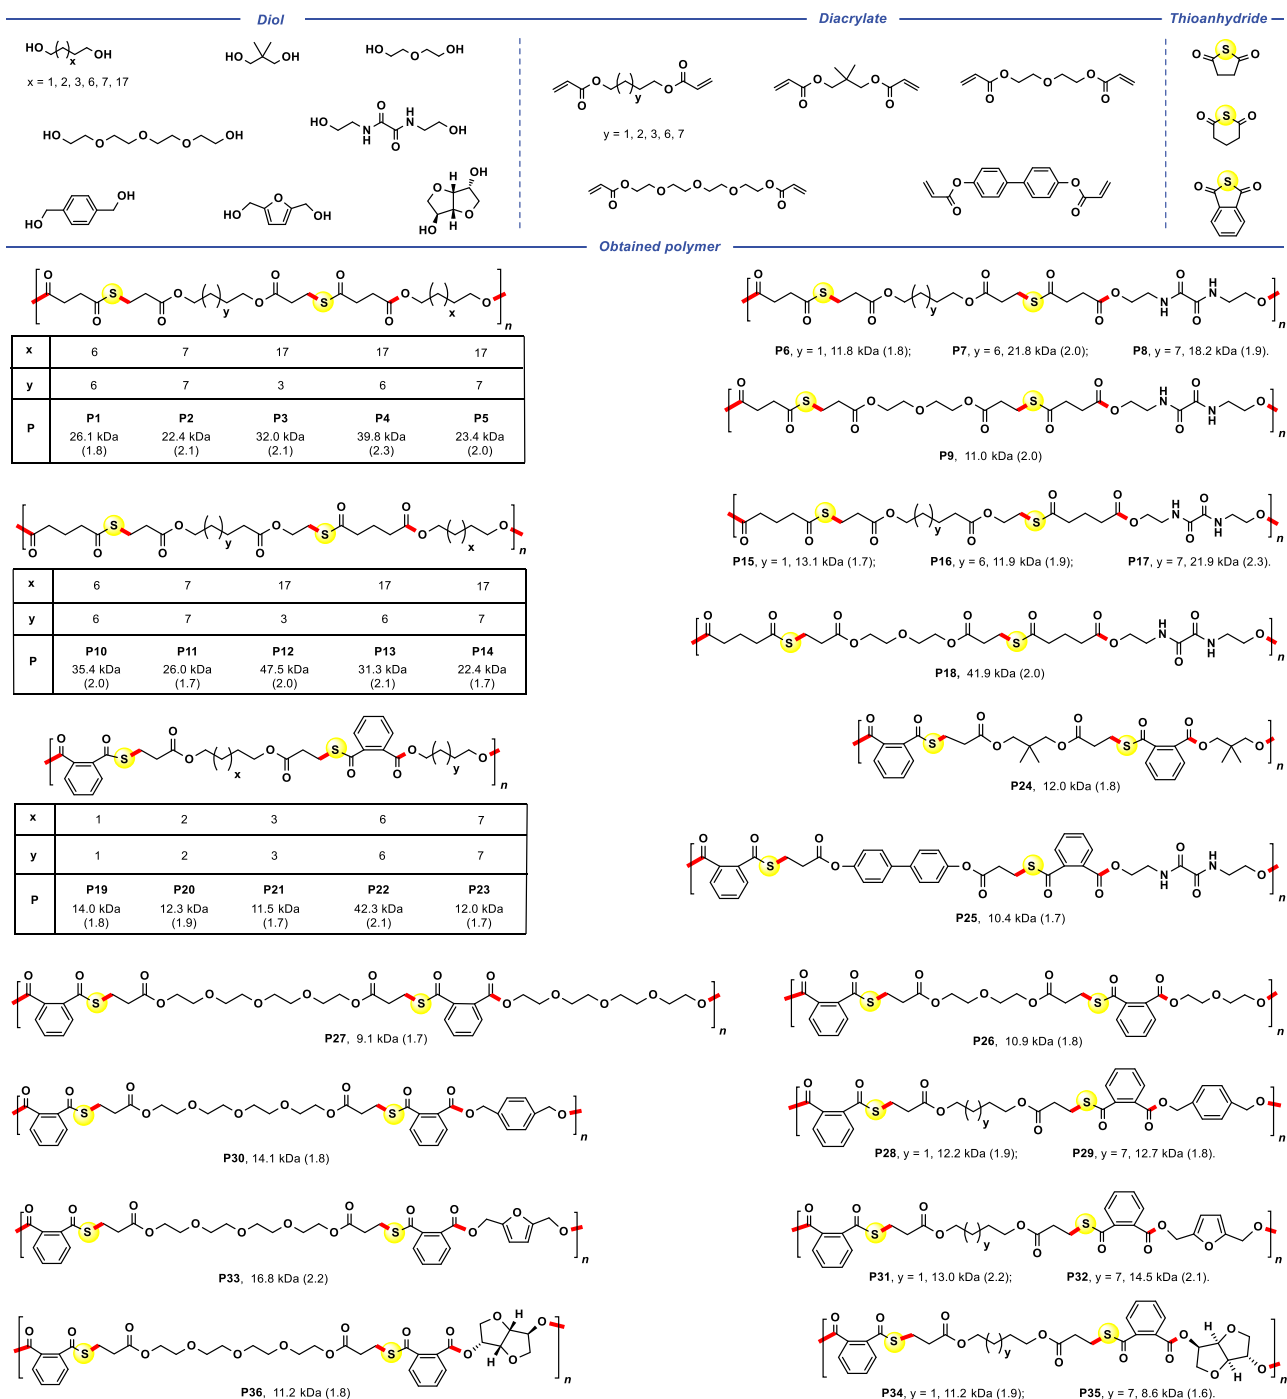 Diol
Diacrylate
Thioanhydride
x = 1, 2, 3, 6, 7, 17
y = 1, 2, 3, 6, 7
Obtained polymer
x 6 7 17 17 17
y 6 7 3 6 7
P P1 P2 P3 P4 P5
26.1 kDa 22.4 kDa 32.0 kDa 39.8 kDa 23.4 kDa
(1.8) (2.1) (2.1) (2.3) (2.0)
P6, y = 1, 11.8 kDa (1.8); P7, y = 6, 21.8 kDa (2.0); P8, y = 7, 18.2 kDa (1.9).
P9, 11.0 kDa (2.0)
x 6 7 17 17 17
y 6 7 3 6 7
P P10 P11 P12 P13 P14
35.4 kDa 26.0 kDa 47.5 kDa 31.3 kDa 22.4 kDa
(2.0) (1.7) (2.0) (2.1) (1.7)
P15, y = 1, 13.1 kDa (1.7); P16, y = 6, 11.9 kDa (1.9); P17, y = 7, 21.9 kDa (2.3).
P18, 41.9 kDa (2.0)
x 1 2 3 6 7
y 1 2 3 6 7
P P19 P20 P21 P22 P23
14.0 kDa 12.3 kDa 11.5 kDa 42.3 kDa 12.0 kDa
(1.8) (1.9) (1.7) (2.1) (1.7)
P24, 12.0 kDa (1.8)
P25, 10.4 kDa (1.7)
P27, 9.1 kDa (1.7)
P26, 10.9 kDa (1.8)
P30, 14.1 kDa (1.8)
P28, y = 1, 12.2 kDa (1.9); P29, y = 7, 12.7 kDa (1.8).
P33, 16.8 kDa (2.2)
P31, y = 1, 13.0 kDa (2.2); P32, y = 7, 14.5 kDa (2.1).
P36, 11.2 kDa (1.8)
P34, y = 1, 11.2 kDa (1.9); P35, y = 7, 8.6 kDa (1.6).